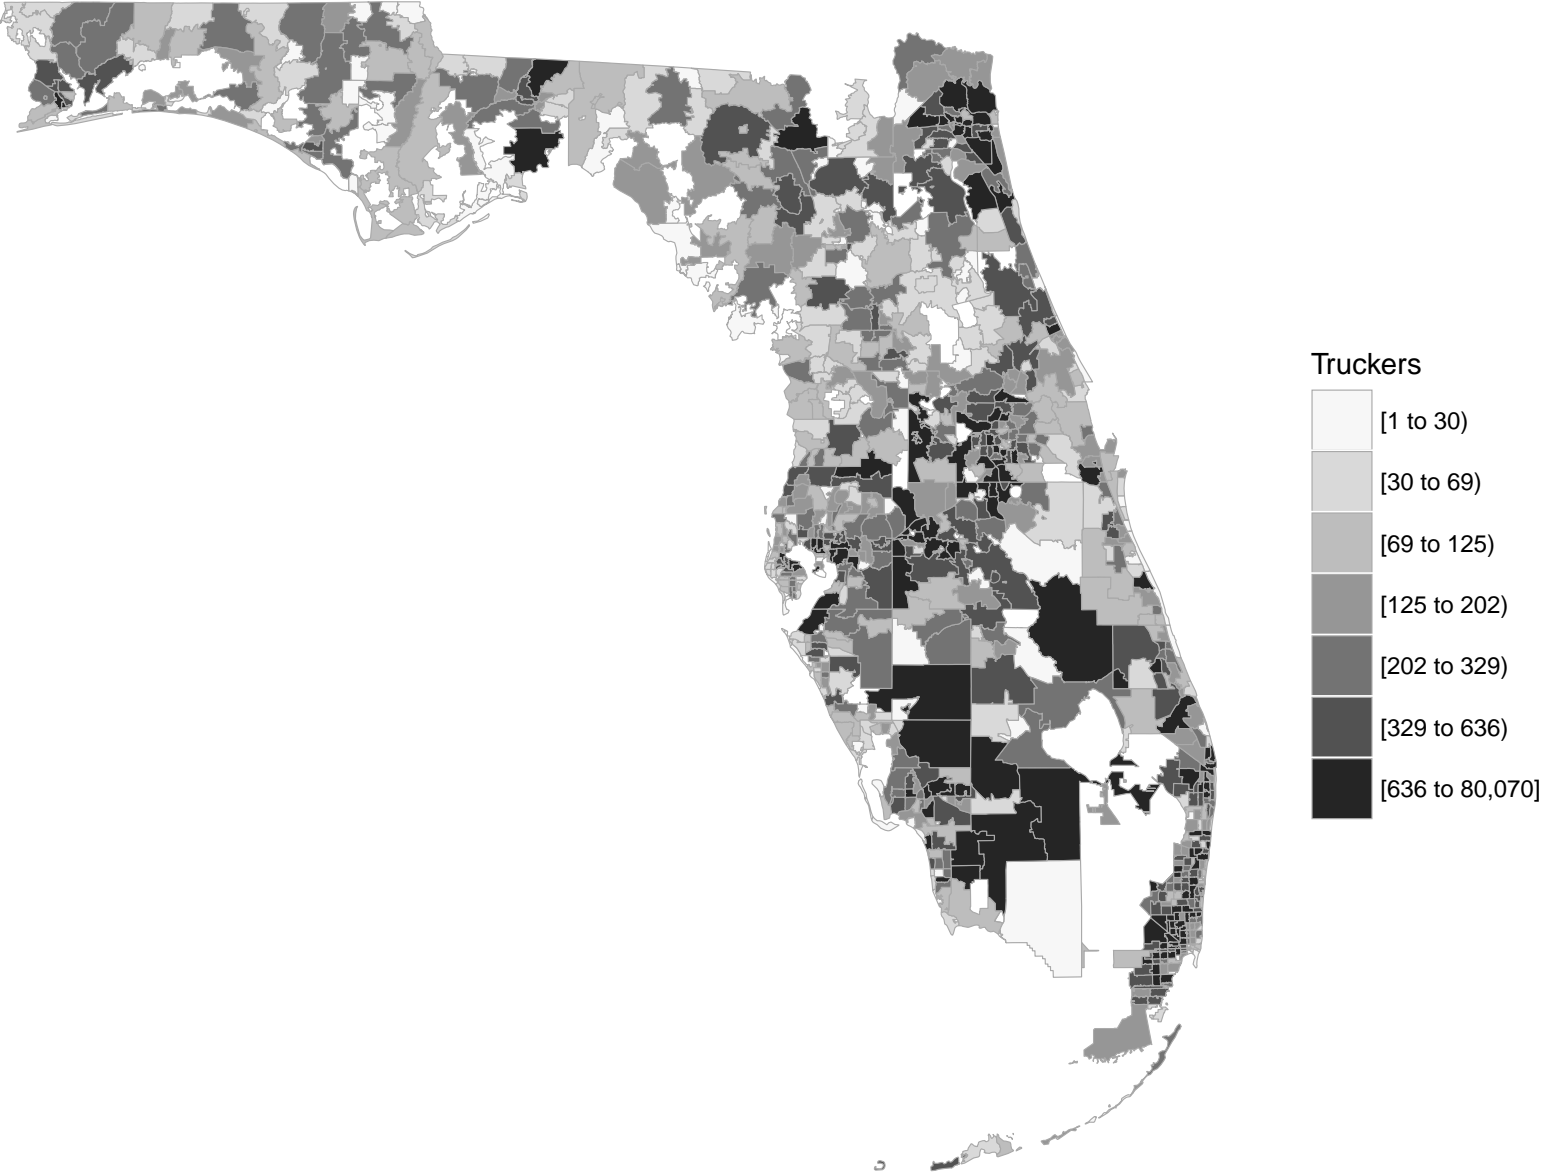 Truckers
[1 to 30)
[30 to 69)
[69 to 125)
[125 to 202)
[202 to 329)
[329 to 636)
[636 to 80,070]